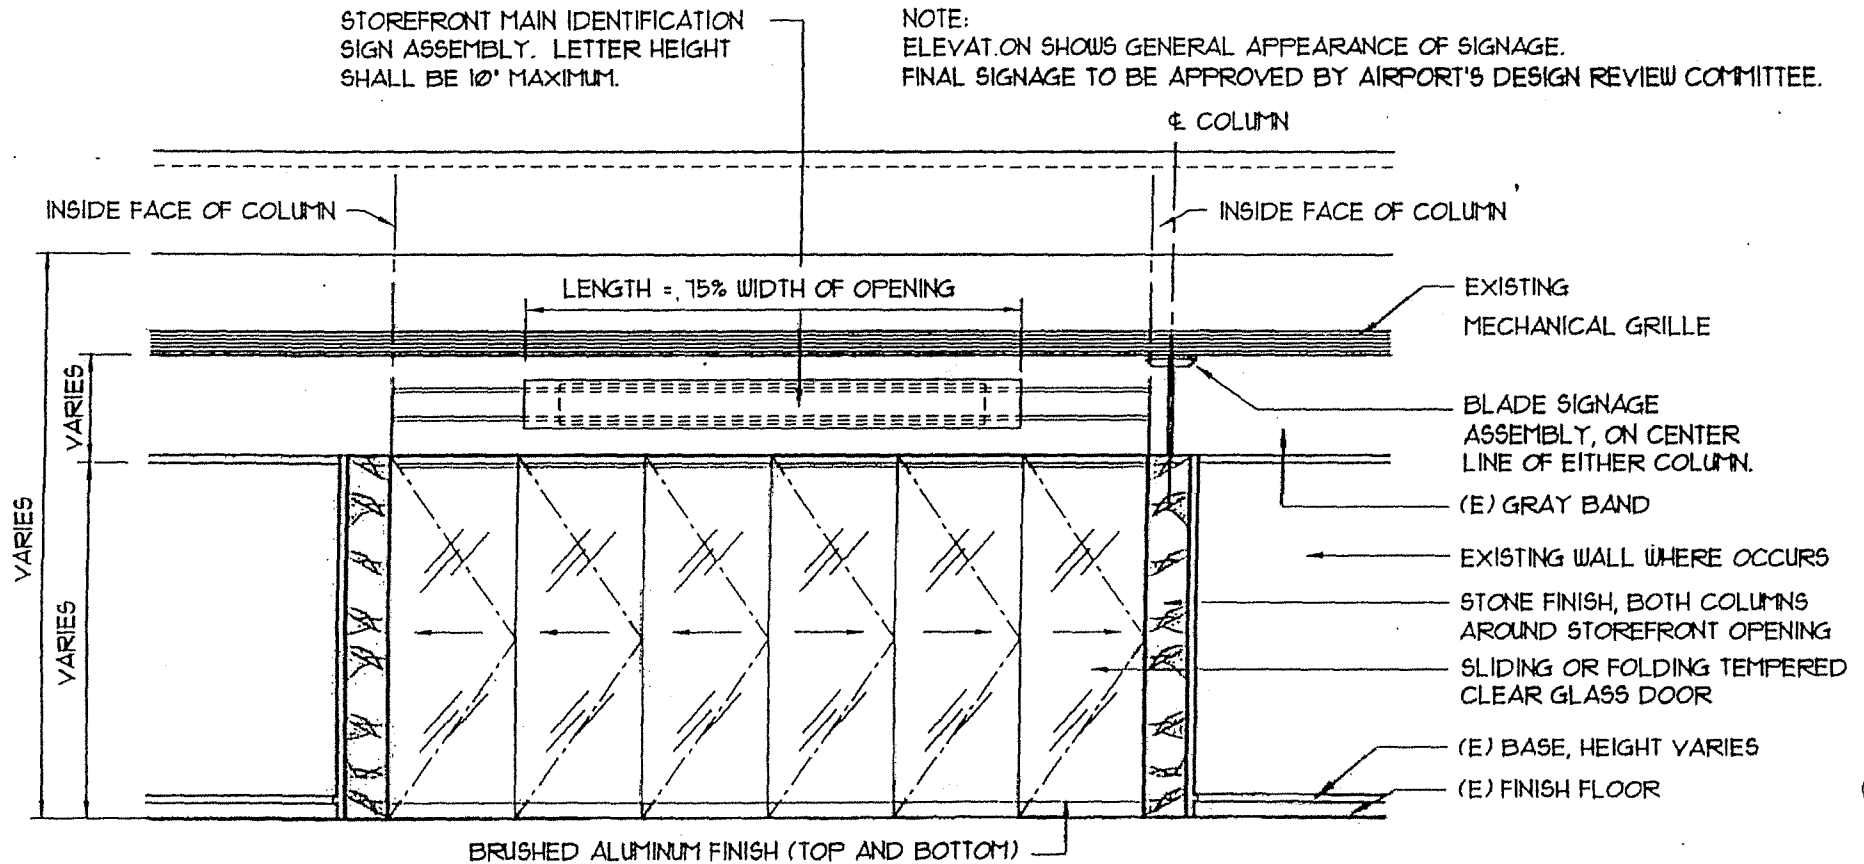 STOREFRONT MAIN IDENTIFICATION
SIGN ASSEMBLY. LETTER HEIGHT
SHALL BE 10" MAXIMUM.
NOTE:
ELEVAT.ON SHOWS GENERAL APPEARANCE OF SIGNAGE.
FINAL SIGNAGE TO BE APPROVED BY AIRPORT'S DESIGN REVIEW COMMITTEE.
℄ COLUMN
INSIDE FACE OF COLUMN
INSIDE FACE OF COLUMN
LENGTH = .75% WIDTH OF OPENING
EXISTING
MECHANICAL GRILLE
VARIES
VARIES
VARIES
BLADE SIGNAGE
ASSEMBLY, ON CENTER
LINE OF EITHER COLUMN.
(E) GRAY BAND
EXISTING WALL WHERE OCCURS
STONE FINISH, BOTH COLUMNS
AROUND STOREFRONT OPENING
SLIDING OR FOLDING TEMPERED
CLEAR GLASS DOOR
(E) BASE, HEIGHT VARIES
(E) FINISH FLOOR
BRUSHED ALUMINUM FINISH (TOP AND BOTTOM)